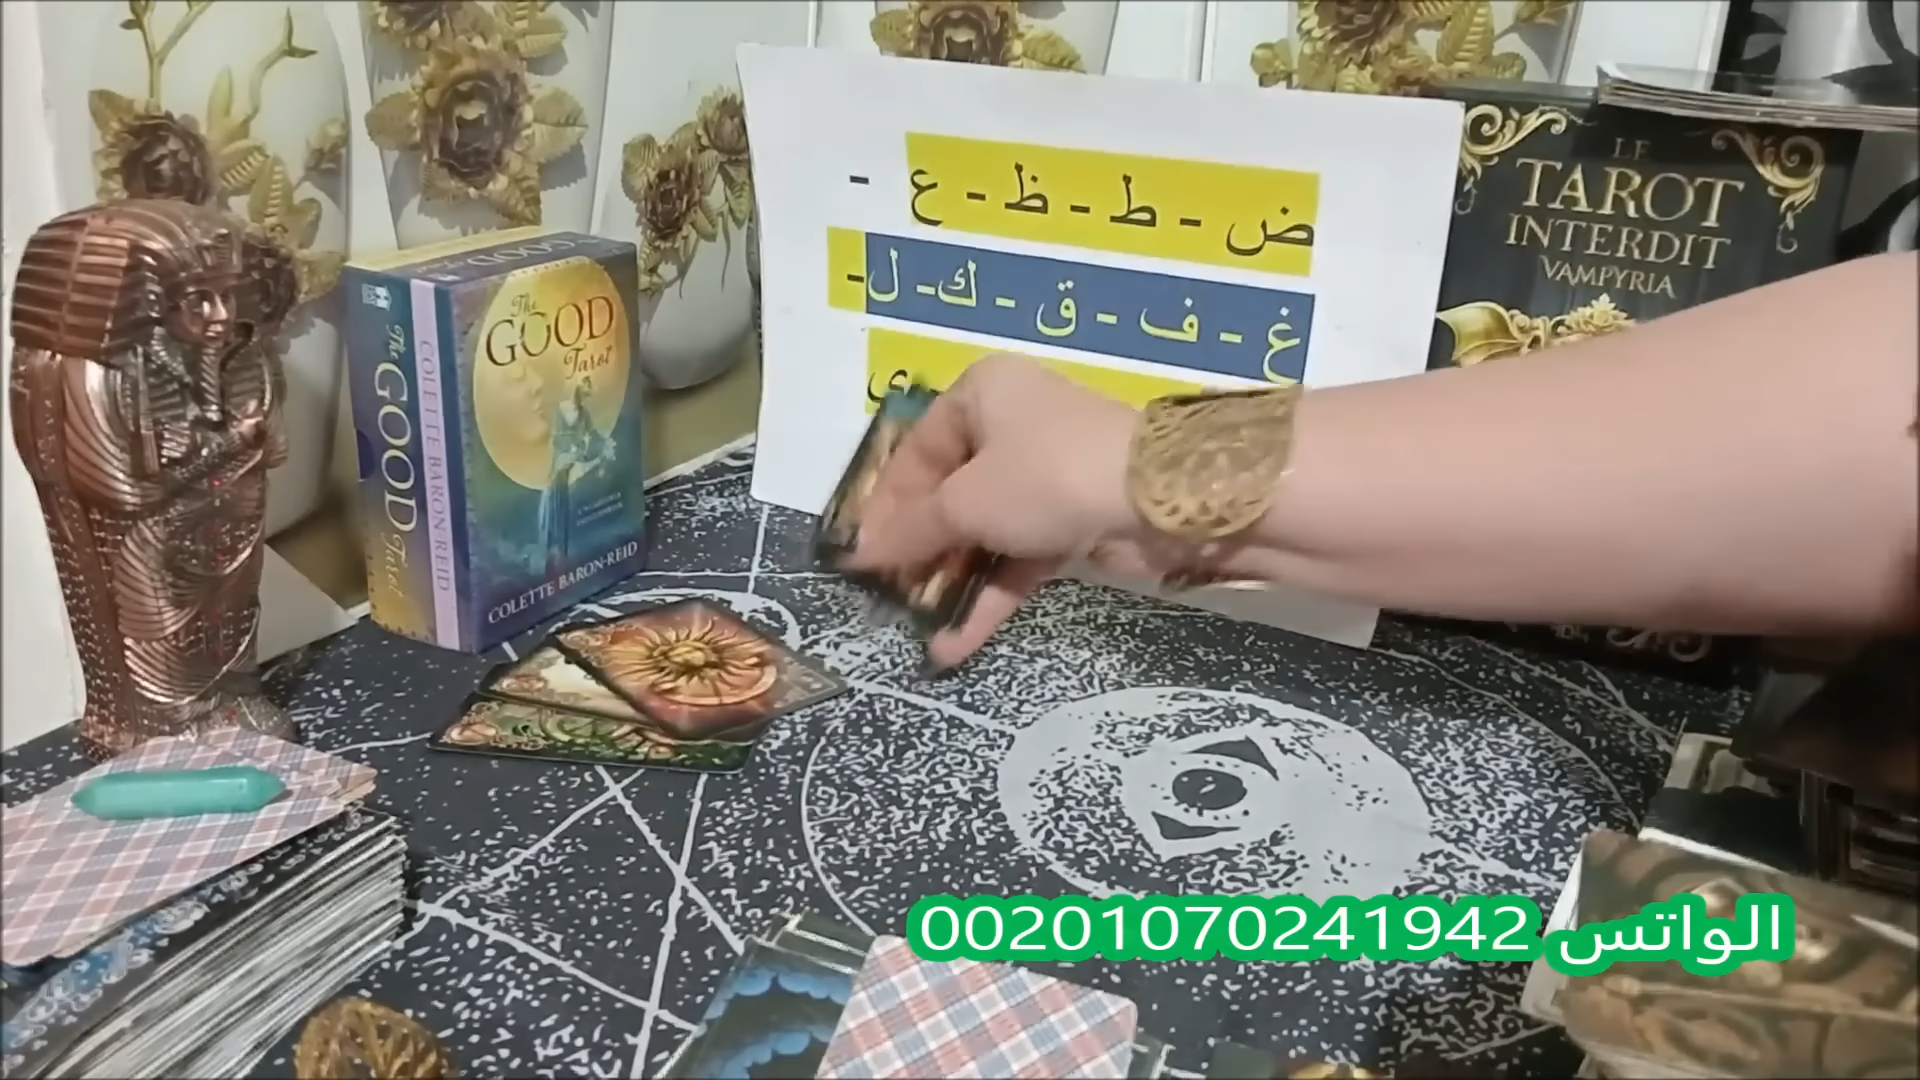 ض - ط - ظ - ع -
غ - ف - ق - ك - ل -
ي
LE
TAROT
INTERDIT
VAMPYRIA
The
GOOD
Tarot
COLETTE BARON-REID
The GOOD Tarot
COLETTE BARON-REID
الواتس 00201070241942